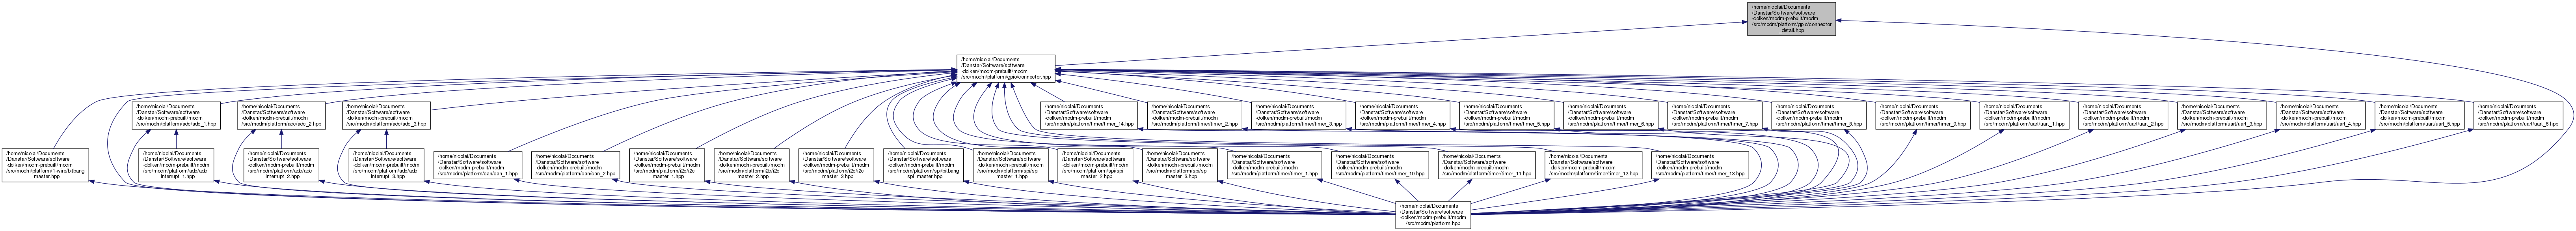 /home/nicolai/Documents
/Danstar/Software/software
-dolken/modm-prebuilt/modm
/src/modm/platform/gpio/connector
_detail.hpp
/home/nicolai/Documents
/Danstar/Software/software
-dolken/modm-prebuilt/modm
/src/modm/platform/gpio/connector.hpp
/home/nicolai/Documents
/Danstar/Software/software
-dolken/modm-prebuilt/modm
/src/modm/platform/adc/adc_1.hpp
/home/nicolai/Documents
/Danstar/Software/software
-dolken/modm-prebuilt/modm
/src/modm/platform/adc/adc_2.hpp
/home/nicolai/Documents
/Danstar/Software/software
-dolken/modm-prebuilt/modm
/src/modm/platform/adc/adc_3.hpp
/home/nicolai/Documents
/Danstar/Software/software
-dolken/modm-prebuilt/modm
/src/modm/platform/timer/timer_14.hpp
/home/nicolai/Documents
/Danstar/Software/software
-dolken/modm-prebuilt/modm
/src/modm/platform/timer/timer_2.hpp
/home/nicolai/Documents
/Danstar/Software/software
-dolken/modm-prebuilt/modm
/src/modm/platform/timer/timer_3.hpp
/home/nicolai/Documents
/Danstar/Software/software
-dolken/modm-prebuilt/modm
/src/modm/platform/timer/timer_4.hpp
/home/nicolai/Documents
/Danstar/Software/software
-dolken/modm-prebuilt/modm
/src/modm/platform/timer/timer_5.hpp
/home/nicolai/Documents
/Danstar/Software/software
-dolken/modm-prebuilt/modm
/src/modm/platform/timer/timer_6.hpp
/home/nicolai/Documents
/Danstar/Software/software
-dolken/modm-prebuilt/modm
/src/modm/platform/timer/timer_7.hpp
/home/nicolai/Documents
/Danstar/Software/software
-dolken/modm-prebuilt/modm
/src/modm/platform/timer/timer_8.hpp
/home/nicolai/Documents
/Danstar/Software/software
-dolken/modm-prebuilt/modm
/src/modm/platform/timer/timer_9.hpp
/home/nicolai/Documents
/Danstar/Software/software
-dolken/modm-prebuilt/modm
/src/modm/platform/uart/uart_1.hpp
/home/nicolai/Documents
/Danstar/Software/software
-dolken/modm-prebuilt/modm
/src/modm/platform/uart/uart_2.hpp
/home/nicolai/Documents
/Danstar/Software/software
-dolken/modm-prebuilt/modm
/src/modm/platform/uart/uart_3.hpp
/home/nicolai/Documents
/Danstar/Software/software
-dolken/modm-prebuilt/modm
/src/modm/platform/uart/uart_4.hpp
/home/nicolai/Documents
/Danstar/Software/software
-dolken/modm-prebuilt/modm
/src/modm/platform/uart/uart_5.hpp
/home/nicolai/Documents
/Danstar/Software/software
-dolken/modm-prebuilt/modm
/src/modm/platform/uart/uart_6.hpp
/home/nicolai/Documents
/Danstar/Software/software
-dolken/modm-prebuilt/modm
/src/modm/platform/1-wire/bitbang
_master.hpp
/home/nicolai/Documents
/Danstar/Software/software
-dolken/modm-prebuilt/modm
/src/modm/platform/adc/adc
_interrupt_1.hpp
/home/nicolai/Documents
/Danstar/Software/software
-dolken/modm-prebuilt/modm
/src/modm/platform/adc/adc
_interrupt_2.hpp
/home/nicolai/Documents
/Danstar/Software/software
-dolken/modm-prebuilt/modm
/src/modm/platform/adc/adc
_interrupt_3.hpp
/home/nicolai/Documents
/Danstar/Software/software
-dolken/modm-prebuilt/modm
/src/modm/platform/can/can_1.hpp
/home/nicolai/Documents
/Danstar/Software/software
-dolken/modm-prebuilt/modm
/src/modm/platform/can/can_2.hpp
/home/nicolai/Documents
/Danstar/Software/software
-dolken/modm-prebuilt/modm
/src/modm/platform/i2c/i2c
_master_1.hpp
/home/nicolai/Documents
/Danstar/Software/software
-dolken/modm-prebuilt/modm
/src/modm/platform/i2c/i2c
_master_2.hpp
/home/nicolai/Documents
/Danstar/Software/software
-dolken/modm-prebuilt/modm
/src/modm/platform/i2c/i2c
_master_3.hpp
/home/nicolai/Documents
/Danstar/Software/software
-dolken/modm-prebuilt/modm
/src/modm/platform/spi/bitbang
_spi_master.hpp
/home/nicolai/Documents
/Danstar/Software/software
-dolken/modm-prebuilt/modm
/src/modm/platform/spi/spi
_master_1.hpp
/home/nicolai/Documents
/Danstar/Software/software
-dolken/modm-prebuilt/modm
/src/modm/platform/spi/spi
_master_2.hpp
/home/nicolai/Documents
/Danstar/Software/software
-dolken/modm-prebuilt/modm
/src/modm/platform/spi/spi
_master_3.hpp
/home/nicolai/Documents
/Danstar/Software/software
-dolken/modm-prebuilt/modm
/src/modm/platform/timer/timer_1.hpp
/home/nicolai/Documents
/Danstar/Software/software
-dolken/modm-prebuilt/modm
/src/modm/platform/timer/timer_10.hpp
/home/nicolai/Documents
/Danstar/Software/software
-dolken/modm-prebuilt/modm
/src/modm/platform/timer/timer_11.hpp
/home/nicolai/Documents
/Danstar/Software/software
-dolken/modm-prebuilt/modm
/src/modm/platform/timer/timer_12.hpp
/home/nicolai/Documents
/Danstar/Software/software
-dolken/modm-prebuilt/modm
/src/modm/platform/timer/timer_13.hpp
/home/nicolai/Documents
/Danstar/Software/software
-dolken/modm-prebuilt/modm
/src/modm/platform.hpp